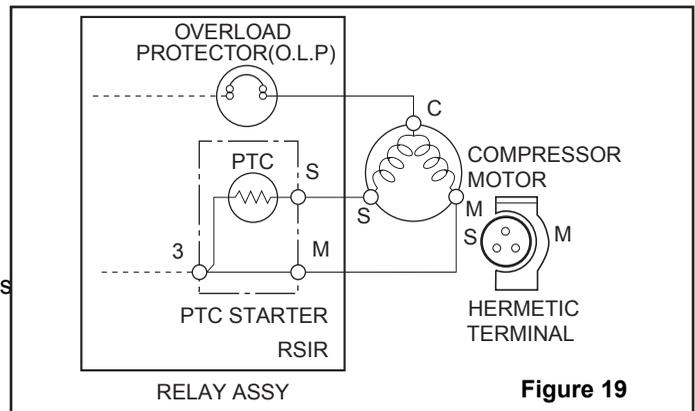 OVERLOAD
PROTECTOR(O.L.P)
C
PTC
S
COMPRESSOR
MOTOR
S
M
S
M
3
M
s
PTC STARTER
HERMETIC
TERMINAL
RSIR
RELAY ASSY
Figure 19